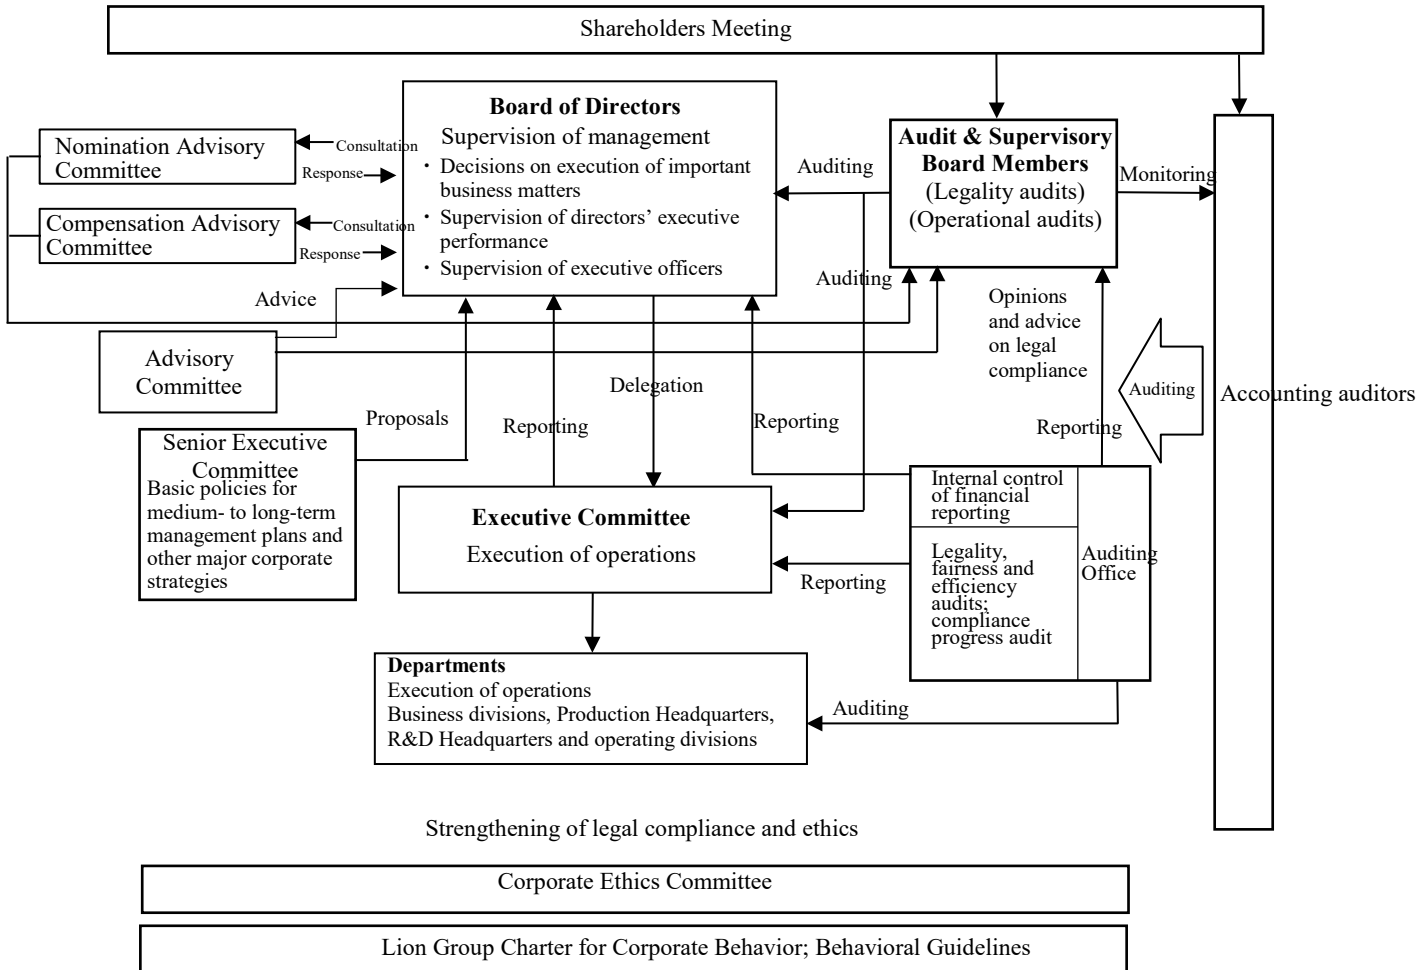 Shareholders Meeting
Board of Directors
Supervision of management
・ Decisions on execution of important
business matters
・ Supervision of directors’ executive
performance
・ Supervision of executive officers
Nomination Advisory
Committee
Consultation
Response
Compensation Advisory
Committee
Consultation
Response
Advice
Advisory
Committee
Audit & Supervisory
Board Members
(Legality audits)
(Operational audits)
Auditing
Monitoring
Auditing
Opinions
and advice
on legal
compliance
Auditing
Accounting auditors
Senior Executive
Committee
Basic policies for
medium- to long-term
management plans and
other major corporate
strategies
Proposals
Reporting
Delegation
Reporting
Reporting
Executive Committee
Execution of operations
Internal control
of financial
reporting
Legality,
fairness and
efficiency
audits;
compliance
progress audit
Auditing
Office
Reporting
Departments
Execution of operations
Business divisions, Production Headquarters,
R&D Headquarters and operating divisions
Auditing
Strengthening of legal compliance and ethics
Corporate Ethics Committee
Lion Group Charter for Corporate Behavior; Behavioral Guidelines